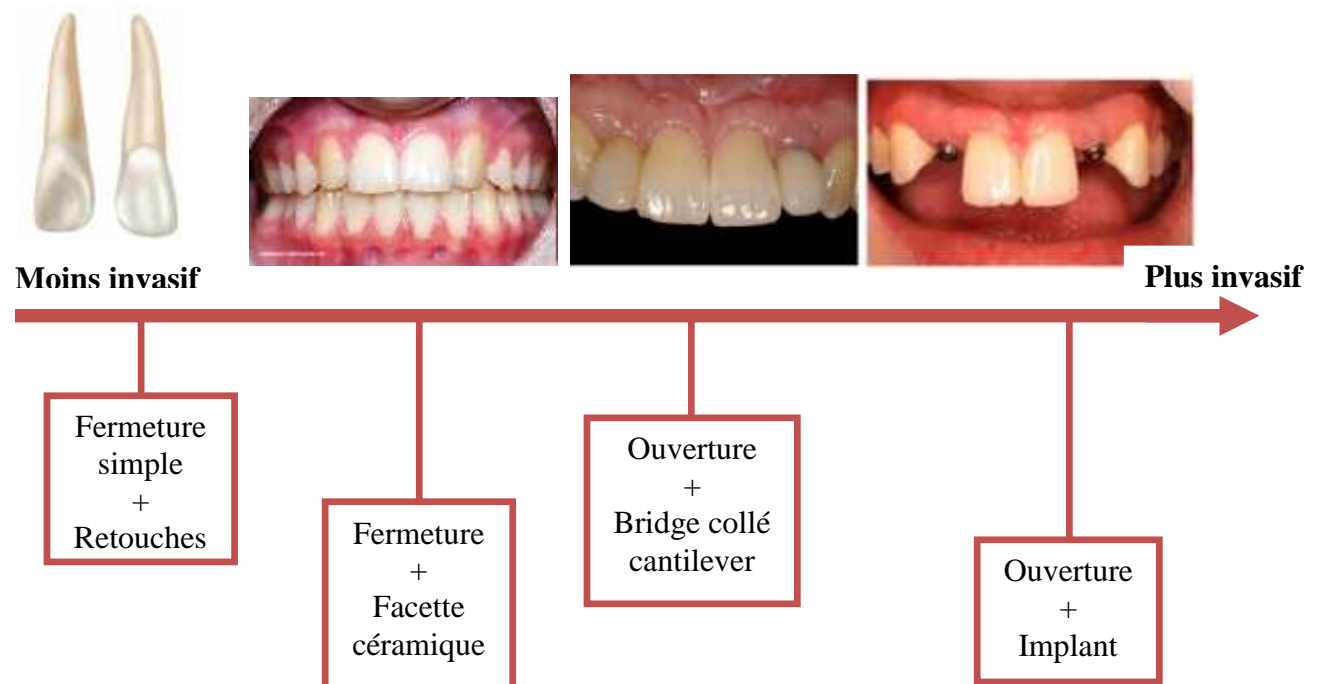 Moins invasif
Plus invasif
Fermeture
simple
+
Retouches
Fermeture
+
Facette
céramique
Ouverture
+
Bridge collé
cantilever
Ouverture
+
Implant